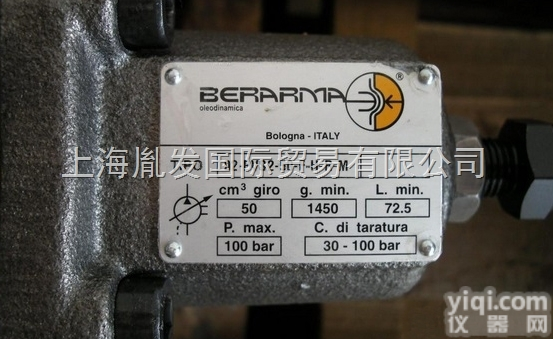 BERARMA ®
oleodinamica
Bologna - ITALY
上海胤发国际贸易有限公司
TIPO
cm³ giro g. min. L. min.
50 1450 72.5
P. max. C. di taratura
100 bar 30 - 100 bar
yiqi.com
仪器网